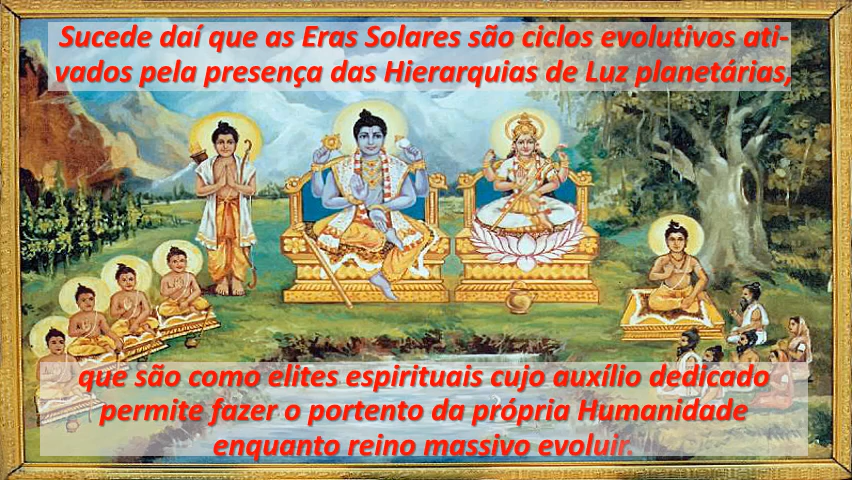 Sucede daí que as Eras Solares são ciclos evolutivos ati-
vados pela presença das Hierarquias de Luz planetárias,
que são como elites espirituais cujo auxílio dedicado
permite fazer o portento da própria Humanidade
enquanto reino massivo evoluir.